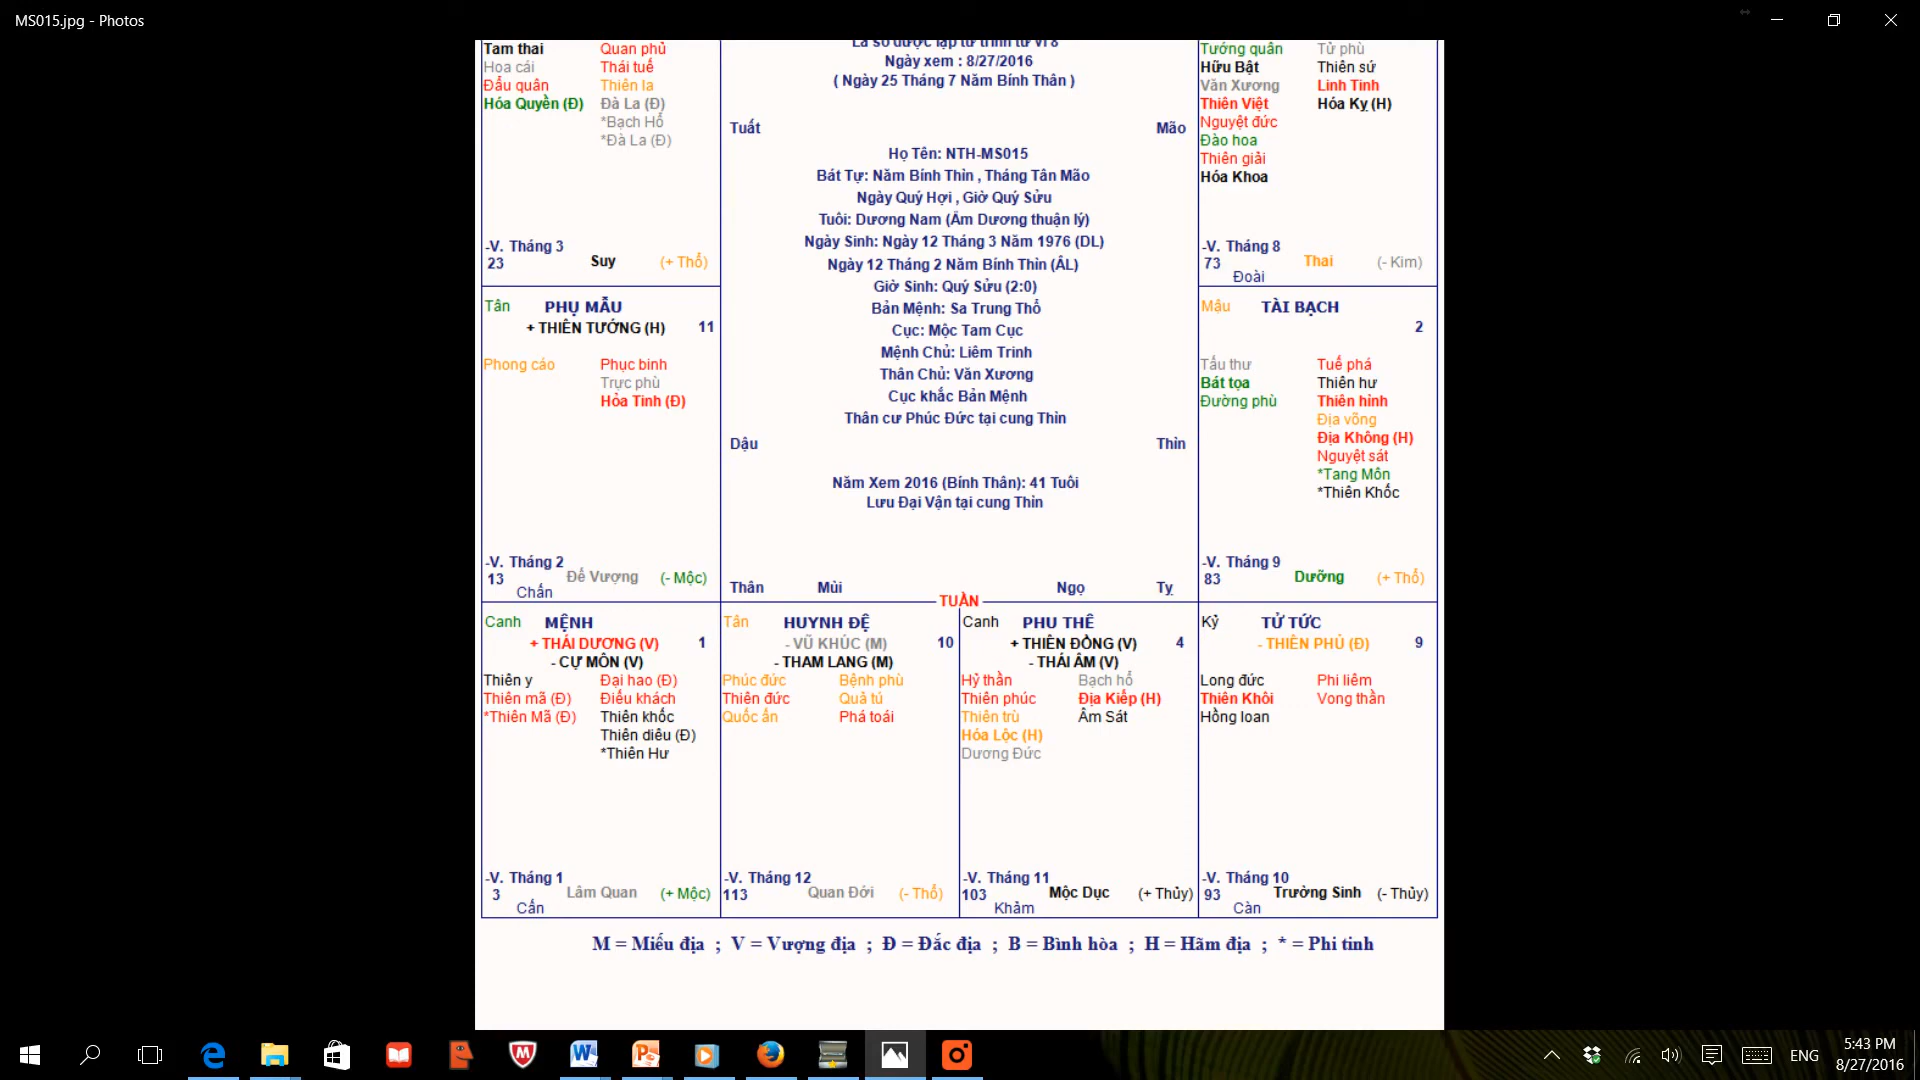 MS015.jpg - Photos
Tam thai Quan phủ
Hoa cái Thái tuế
Đẩu quân Thiên la
Hóa Quyền (Đ) Đà La (Đ)
*Bạch Hổ
*Đà La (Đ)
-V. Tháng 3
23 Suy (+ Thổ)
Lá số được lập từ trình tử vi 8
Ngày xem : 8/27/2016
( Ngày 25 Tháng 7 Năm Bính Thân )
Tuất Mão
Họ Tên: NTH-MS015
Bát Tự: Năm Bính Thìn , Tháng Tân Mão
Ngày Quý Hợi , Giờ Quý Sửu
Tuổi: Dương Nam (Âm Dương thuận lý)
Ngày Sinh: Ngày 12 Tháng 3 Năm 1976 (DL)
Ngày 12 Tháng 2 Năm Bính Thìn (ÂL)
Giờ Sinh: Quý Sửu (2:0)
Bản Mệnh: Sa Trung Thổ
Cục: Mộc Tam Cục
Mệnh Chủ: Liêm Trinh
Thân Chủ: Văn Xương
Cục khắc Bản Mệnh
Thân cư Phúc Đức tại cung Thìn
Dậu Thìn
Năm Xem 2016 (Bính Thân): 41 Tuổi
Lưu Đại Vận tại cung Thìn
Thân Mùi Ngọ Tỵ
TUẦN
Tướng quân Tử phù
Hữu Bật Thiên sứ
Văn Xương Linh Tinh
Thiên Việt Hóa Kỵ (H)
Nguyệt đức
Đào hoa
Thiên giải
Hóa Khoa
-V. Tháng 8
73 Thai (- Kim)
Đoài
Tân PHỤ MẪU
+ THIÊN TƯỚNG (H) 11
Phong cáo Phục binh
Trực phù
Hỏa Tinh (Đ)
-V. Tháng 2
13 Đế Vượng (- Mộc)
Chấn
Mậu TÀI BẠCH
2
Tấu thư Tuế phá
Bát tọa Thiên hư
Đường phù Thiên hình
Địa võng
Địa Không (H)
Nguyệt sát
*Tang Môn
*Thiên Khốc
-V. Tháng 9
83 Dưỡng (+ Thổ)
Canh MỆNH
+ THÁI DƯƠNG (V) 1
- CỰ MÔN (V)
Thiên y Đại hao (Đ)
Thiên mã (Đ) Điếu khách
*Thiên Mã (Đ) Thiên khốc
Thiên diêu (Đ)
*Thiên Hư
-V. Tháng 1
3 Lâm Quan (+ Mộc)
Cấn
Tân HUYNH ĐỆ
- VŨ KHÚC (M) 10
- THAM LANG (M)
Phúc đức Bệnh phù
Thiên đức Quả tú
Quốc ấn Phá toái
-V. Tháng 12
113 Quan Đới (- Thổ)
Canh PHU THÊ
+ THIÊN ĐỒNG (V) 4
- THÁI ÂM (V)
Hỷ thần Bạch hổ
Thiên phúc Địa Kiếp (H)
Thiên trù Âm Sát
Hóa Lộc (H)
Dương Đức
-V. Tháng 11
103 Mộc Dục (+ Thủy)
Khảm
Kỷ TỬ TỨC
- THIÊN PHỦ (Đ) 9
Long đức Phi liêm
Thiên Khôi Vong thần
Hồng loan
-V. Tháng 10
93 Trường Sinh (- Thủy)
Càn
M = Miếu địa ; V = Vượng địa ; Đ = Đắc địa ; B = Bình hòa ; H = Hãm địa ; * = Phi tinh
ENG
5:43 PM
8/27/2016